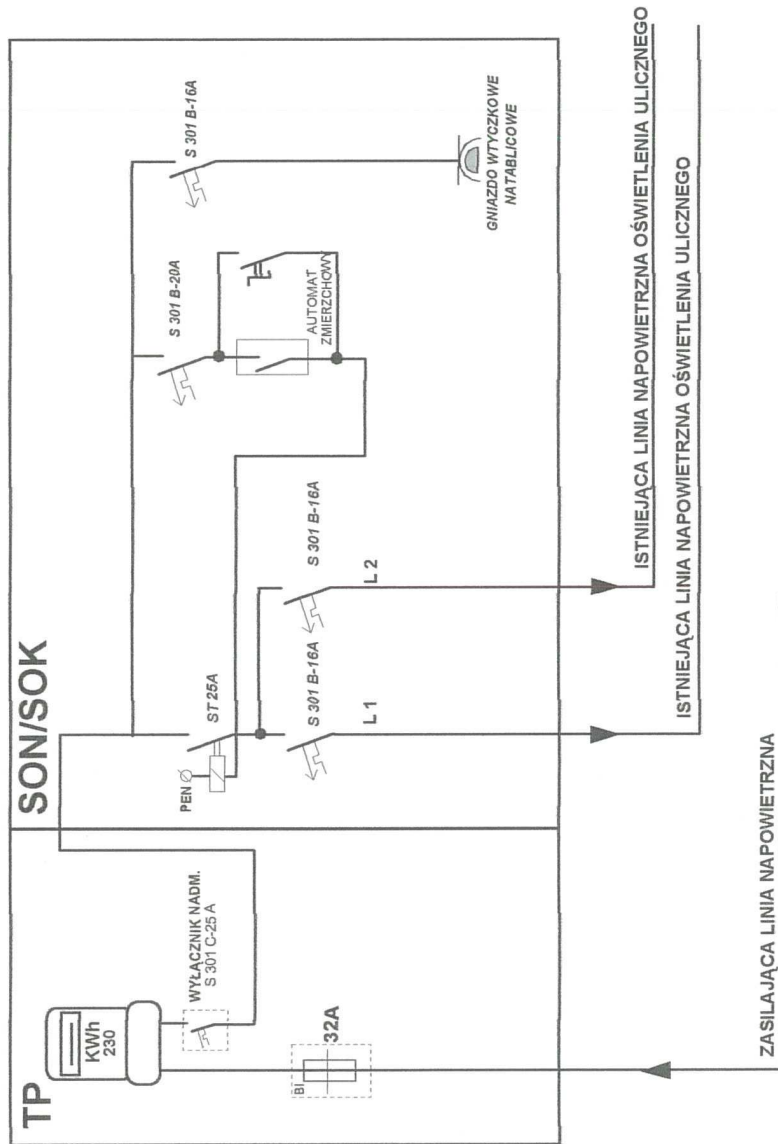 TP
KWh
230
WYŁĄCZNIK NADM.
S 301 C-25 A
BI
32A
ZASILAJĄCA LINIA NAPOWIETRZNA
SON/SOK
PEN
ST 25A
S 301 B-16A
L 1
S 301 B-16A
L 2
S 301 B-20A
AUTOMAT
ZMIERZCHOWY
S 301 B-16A
GNIAZDO WTYCZKOWE
NATABLICOWE
ISTNIEJĄCA LINIA NAPOWIETRZNA OŚWIETLENIA ULICZNEGO
ISTNIEJĄCA LINIA NAPOWIETRZNA OŚWIETLENIA ULICZNEGO